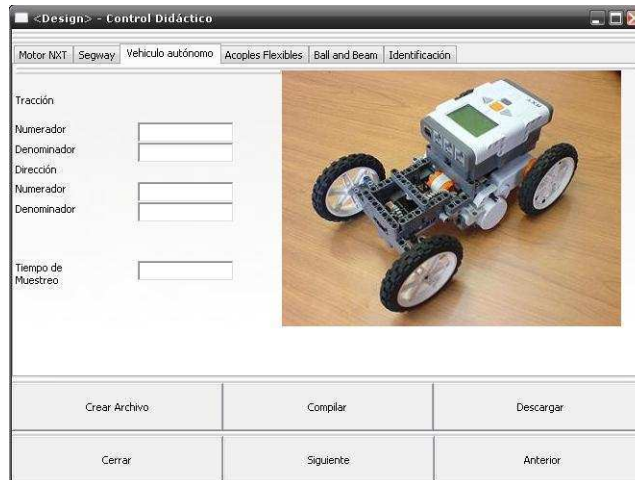 <Design> - Control Didáctico
Motor NXT Segway Vehiculo autónomo Acoples Flexibles Ball and Beam Identificación
Tracción
Numerador
Denominador
Dirección
Numerador
Denominador
Tiempo de
Muestreo
Crear Archivo Compilar Descargar
Cerrar Siguiente Anterior